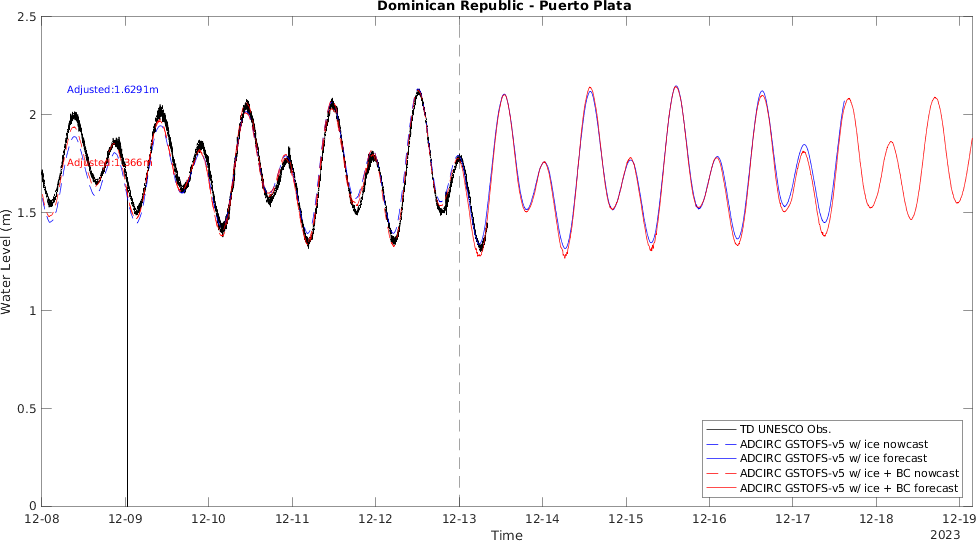 Dominican Republic - Puerto Plata
2.5
2
1.5
1
0.5
0
Water Level (m)
Adjusted:1.6291m
Adjusted:1.366m
TD UNESCO Obs.
ADCIRC GSTOFS-v5 w/ ice nowcast
ADCIRC GSTOFS-v5 w/ ice forecast
ADCIRC GSTOFS-v5 w/ ice + BC nowcast
ADCIRC GSTOFS-v5 w/ ice + BC forecast
12-08 12-09 12-10 12-11 12-12 12-13 12-14 12-15 12-16 12-17 12-18 12-19
Time
2023